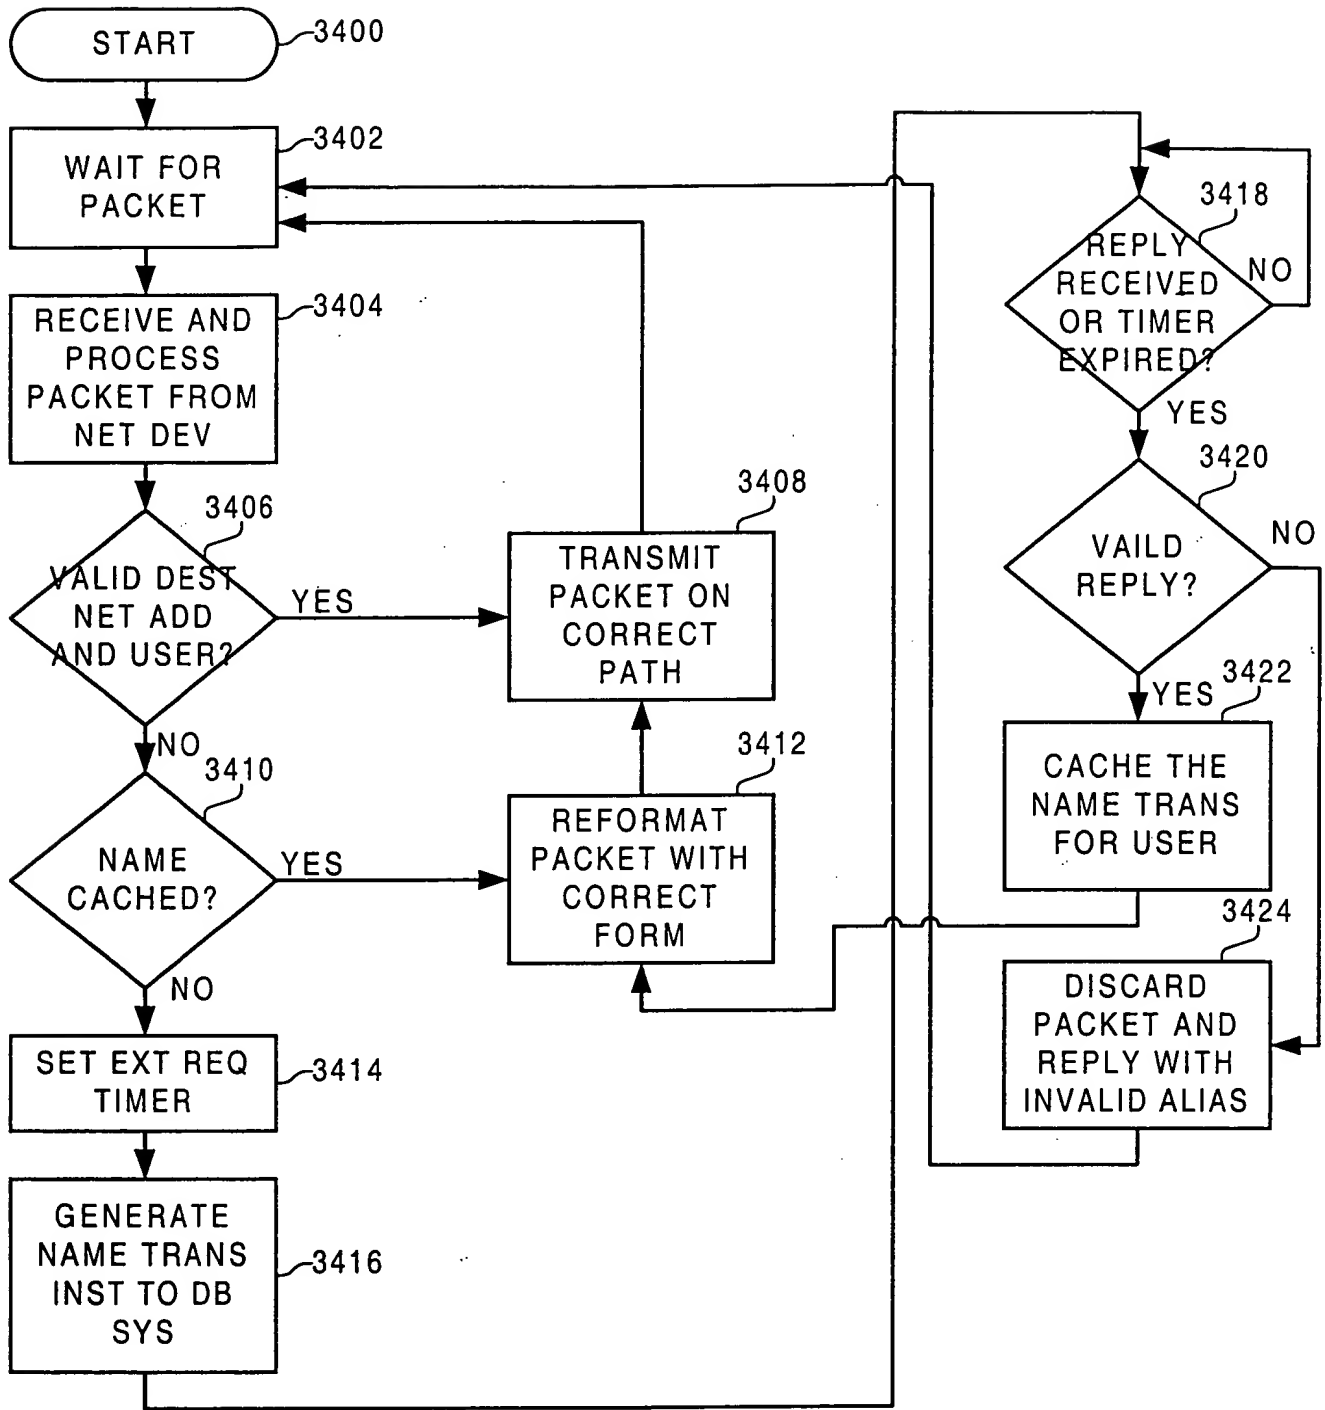 START
3400
WAIT FOR
PACKET
3402
RECEIVE AND
PROCESS
PACKET FROM
NET DEV
3404
VALID DEST
NET ADD
AND USER?
3406
YES
NO
TRANSMIT
PACKET ON
CORRECT
PATH
3408
NAME
CACHED?
3410
YES
NO
REFORMAT
PACKET WITH
CORRECT
FORM
3412
SET EXT REQ
TIMER
3414
GENERATE
NAME TRANS
INST TO DB
SYS
3416
REPLY
RECEIVED
OR TIMER
EXPIRED?
3418
NO
YES
VAILD
REPLY?
3420
NO
YES
CACHE THE
NAME TRANS
FOR USER
3422
DISCARD
PACKET AND
REPLY WITH
INVALID ALIAS
3424